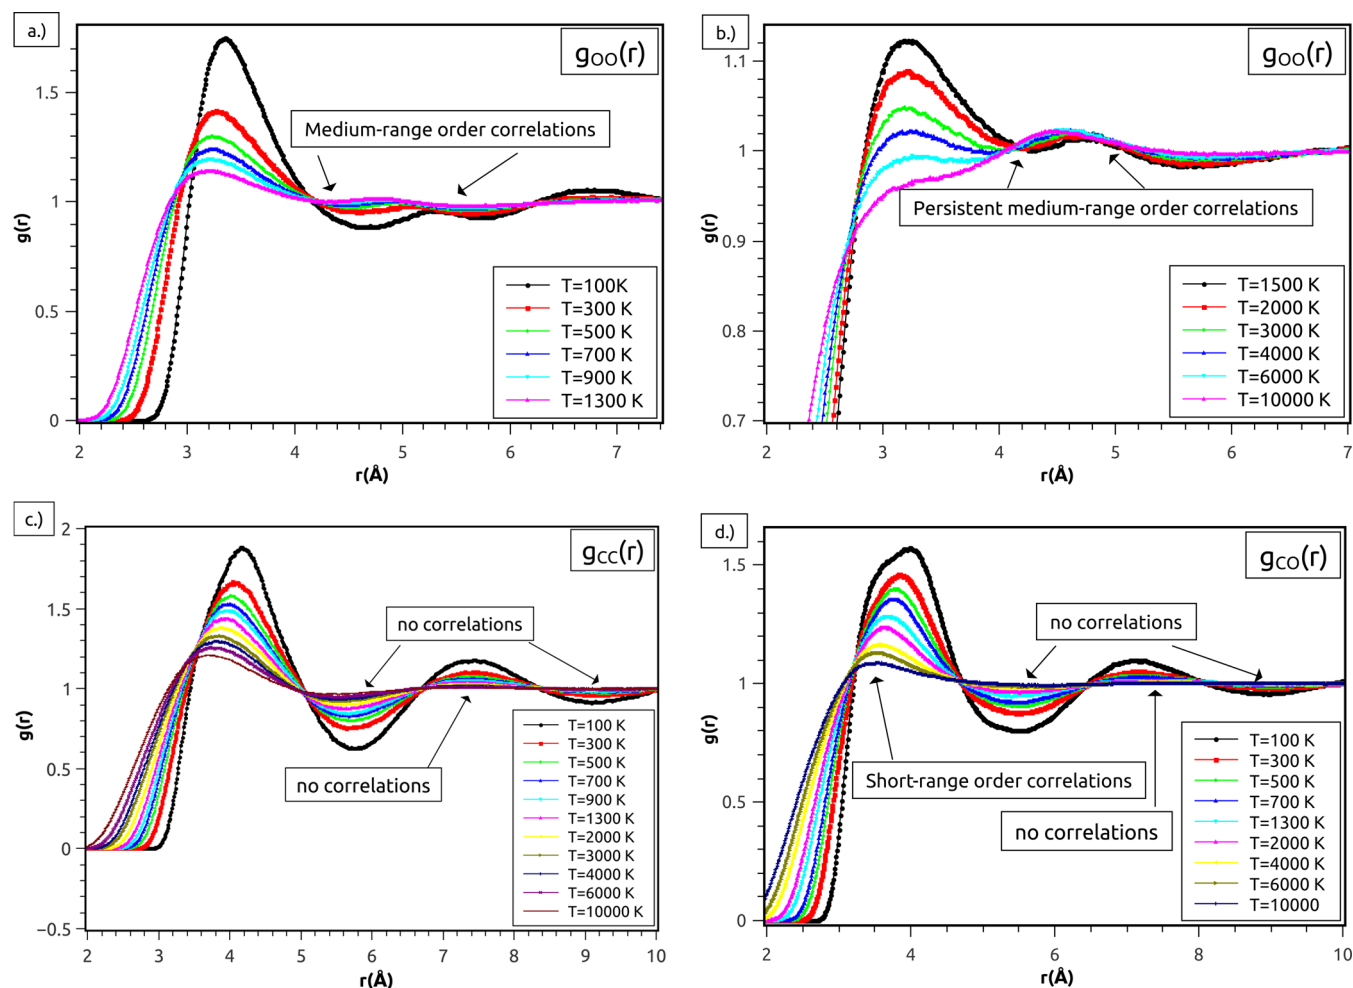 a.)
gOO(r)
Medium-range order correlations
1.5
1
0.5
0
g(r)
T=100K
T=300 K
T=500 K
T=700 K
T=900 K
T=1300 K
2 3 4 5 6 7
r(Å)
b.)
gOO(r)
Persistent medium-range order correlations
1.1
1
0.9
0.8
0.7
g(r)
T=1500 K
T=2000 K
T=3000 K
T=4000 K
T=6000 K
T=10000 K
2 3 4 5 6 7
r(Å)
c.)
gCC(r)
no correlations
no correlations
2
1.5
1
0.5
0
−0.5
g(r)
T=100 K
T=300 K
T=500 K
T=700 K
T=900 K
T=1300 K
T=2000 K
T=3000 K
T=4000 K
T=6000 K
T=10000 K
2 3 4 5 6 7 8 9 10
r(Å)
d.)
gCO(r)
no correlations
Short-range order correlations
no correlations
1.5
1
0.5
0
g(r)
T=100 K
T=300 K
T=500 K
T=700 K
T=1300 K
T=2000 K
T=4000 K
T=6000 K
T=10000
2 4 6 8 10
r(Å)